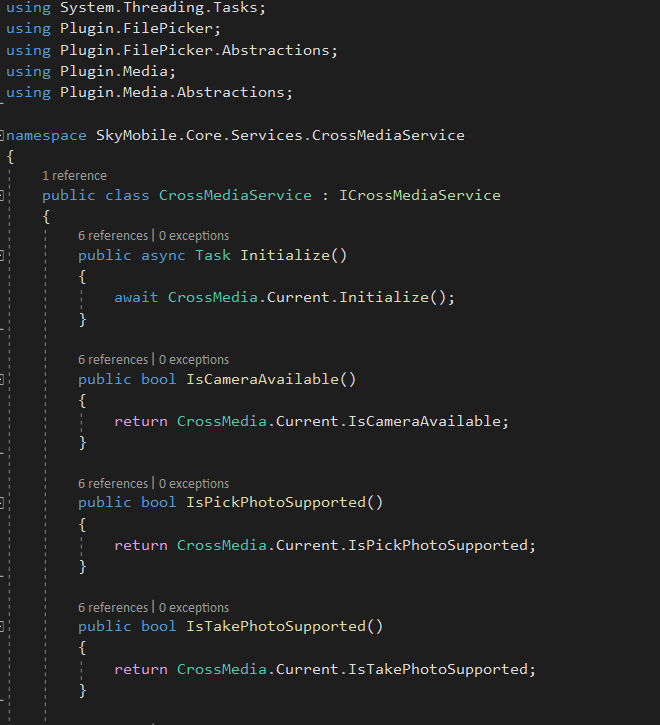 using System.Threading.Tasks;
using Plugin.FilePicker;
using Plugin.FilePicker.Abstractions;
using Plugin.Media;
using Plugin.Media.Abstractions;
namespace SkyMobile.Core.Services.CrossMediaService
{
1 reference
public class CrossMediaService : ICrossMediaService
{
6 references | 0 exceptions
public async Task Initialize()
{
await CrossMedia.Current.Initialize();
}
6 references | 0 exceptions
public bool IsCameraAvailable()
{
return CrossMedia.Current.IsCameraAvailable;
}
6 references | 0 exceptions
public bool IsPickPhotoSupported()
{
return CrossMedia.Current.IsPickPhotoSupported;
}
6 references | 0 exceptions
public bool IsTakePhotoSupported()
{
return CrossMedia.Current.IsTakePhotoSupported;
}